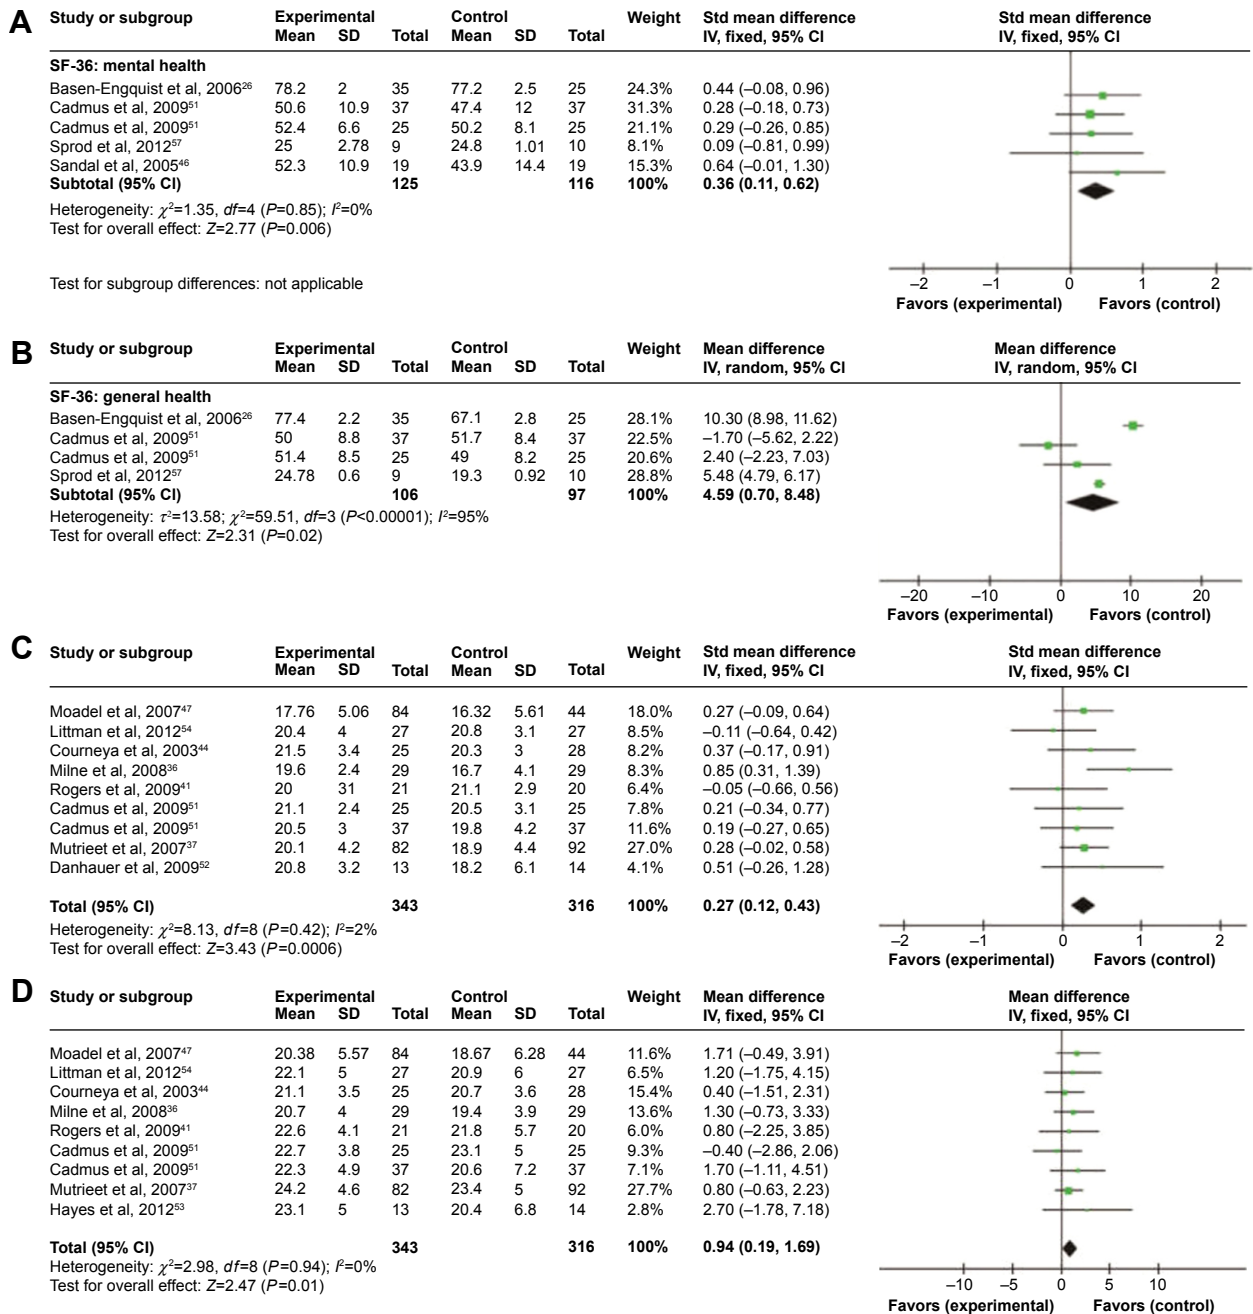 A
Study or subgroup Experimental Control Weight Std mean difference Std mean difference
Mean SD Total Mean SD Total IV, fixed, 95% CI IV, fixed, 95% CI
SF-36: mental health
Basen-Engquist et al, 2006²⁶ 78.2 2 35 77.2 2.5 25 24.3% 0.44 (–0.08, 0.96)
Cadmus et al, 2009⁵¹ 50.6 10.9 37 47.4 12 37 31.3% 0.28 (–0.18, 0.73)
Cadmus et al, 2009⁵¹ 52.4 6.6 25 50.2 8.1 25 21.1% 0.29 (–0.26, 0.85)
Sprod et al, 2012⁵⁷ 25 2.78 9 24.8 1.01 10 8.1% 0.09 (–0.81, 0.99)
Sandal et al, 2005⁴⁶ 52.3 10.9 19 43.9 14.4 19 15.3% 0.64 (–0.01, 1.30)
Subtotal (95% CI) 125 116 100% 0.36 (0.11, 0.62)
Heterogeneity: χ²=1.35, df=4 (P=0.85); I²=0%
Test for overall effect: Z=2.77 (P=0.006)
Test for subgroup differences: not applicable
–2 –1 0 1 2
Favors (experimental) Favors (control)
B
Study or subgroup Experimental Control Weight Mean difference Mean difference
Mean SD Total Mean SD Total IV, random, 95% CI IV, random, 95% CI
SF-36: general health
Basen-Engquist et al, 2006²⁶ 77.4 2.2 35 67.1 2.8 25 28.1% 10.30 (8.98, 11.62)
Cadmus et al, 2009⁵¹ 50 8.8 37 51.7 8.4 37 22.5% –1.70 (–5.62, 2.22)
Cadmus et al, 2009⁵¹ 51.4 8.5 25 49 8.2 25 20.6% 2.40 (–2.23, 7.03)
Sprod et al, 2012⁵⁷ 24.78 0.6 9 19.3 0.92 10 28.8% 5.48 (4.79, 6.17)
Subtotal (95% CI) 106 97 100% 4.59 (0.70, 8.48)
Heterogeneity: τ²=13.58; χ²=59.51, df=3 (P<0.00001); I²=95%
Test for overall effect: Z=2.31 (P=0.02)
–20 –10 0 10 20
Favors (experimental) Favors (control)
C
Study or subgroup Experimental Control Weight Std mean difference Std mean difference
Mean SD Total Mean SD Total IV, fixed, 95% CI IV, fixed, 95% CI
Moadel et al, 2007⁴⁷ 17.76 5.06 84 16.32 5.61 44 18.0% 0.27 (–0.09, 0.64)
Littman et al, 2012⁵⁴ 20.4 4 27 20.8 3.1 27 8.5% –0.11 (–0.64, 0.42)
Courneya et al, 2003⁴⁴ 21.5 3.4 25 20.3 3 28 8.2% 0.37 (–0.17, 0.91)
Milne et al, 2008³⁶ 19.6 2.4 29 16.7 4.1 29 8.3% 0.85 (0.31, 1.39)
Rogers et al, 2009⁴¹ 20 31 21 21.1 2.9 20 6.4% –0.05 (–0.66, 0.56)
Cadmus et al, 2009⁵¹ 21.1 2.4 25 20.5 3.1 25 7.8% 0.21 (–0.34, 0.77)
Cadmus et al, 2009⁵¹ 20.5 3 37 19.8 4.2 37 11.6% 0.19 (–0.27, 0.65)
Mutrieet et al, 2007³⁷ 20.1 4.2 82 18.9 4.4 92 27.0% 0.28 (–0.02, 0.58)
Danhauer et al, 2009⁵² 20.8 3.2 13 18.2 6.1 14 4.1% 0.51 (–0.26, 1.28)
Total (95% CI) 343 316 100% 0.27 (0.12, 0.43)
Heterogeneity: χ²=8.13, df=8 (P=0.42); I²=2%
Test for overall effect: Z=3.43 (P=0.0006)
–2 –1 0 1 2
Favors (experimental) Favors (control)
D
Study or subgroup Experimental Control Weight Mean difference Mean difference
Mean SD Total Mean SD Total IV, fixed, 95% CI IV, fixed, 95% CI
Moadel et al, 2007⁴⁷ 20.38 5.57 84 18.67 6.28 44 11.6% 1.71 (–0.49, 3.91)
Littman et al, 2012⁵⁴ 22.1 5 27 20.9 6 27 6.5% 1.20 (–1.75, 4.15)
Courneya et al, 2003⁴⁴ 21.1 3.5 25 20.7 3.6 28 15.4% 0.40 (–1.51, 2.31)
Milne et al, 2008³⁶ 20.7 4 29 19.4 3.9 29 13.6% 1.30 (–0.73, 3.33)
Rogers et al, 2009⁴¹ 22.6 4.1 21 21.8 5.7 20 6.0% 0.80 (–2.25, 3.85)
Cadmus et al, 2009⁵¹ 22.7 3.8 25 23.1 5 25 9.3% –0.40 (–2.86, 2.06)
Cadmus et al, 2009⁵¹ 22.3 4.9 37 20.6 7.2 37 7.1% 1.70 (–1.11, 4.51)
Mutrieet et al, 2007³⁷ 24.2 4.6 82 23.4 5 92 27.7% 0.80 (–0.63, 2.23)
Hayes et al, 2012⁵³ 23.1 5 13 20.4 6.8 14 2.8% 2.70 (–1.78, 7.18)
Total (95% CI) 343 316 100% 0.94 (0.19, 1.69)
Heterogeneity: χ²=2.98, df=8 (P=0.94); I²=0%
Test for overall effect: Z=2.47 (P=0.01)
–10 –5 0 5 10
Favors (experimental) Favors (control)